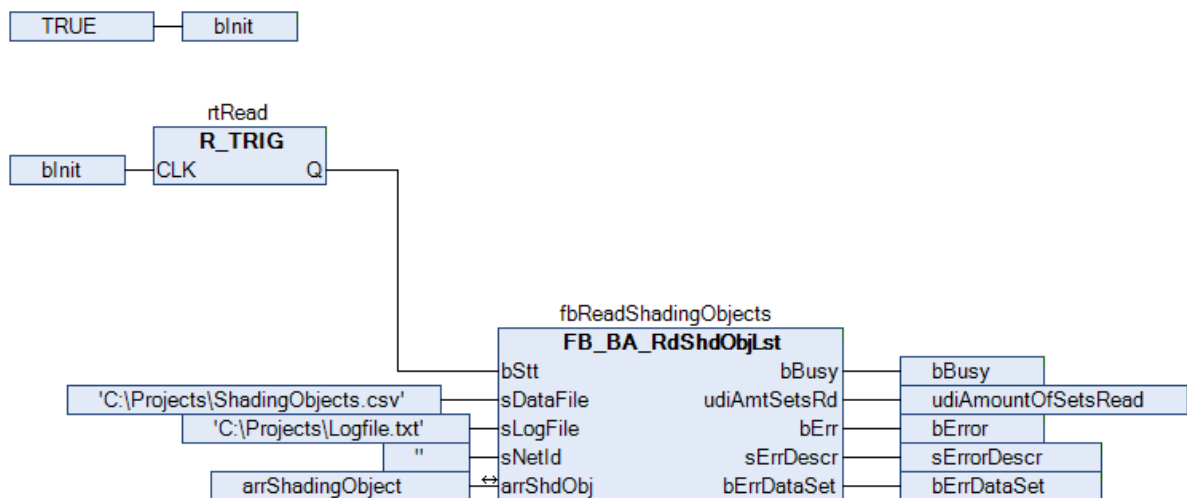 TRUE bInit
rtRead
R_TRIG
bInit CLK Q
fbReadShadingObjects
FB_BA_RdShdObjLst
bStt bBusy bBusy
'C:\Projects\ShadingObjects.csv' sDataFile udiAmtSetsRd udiAmountOfSetsRead
'C:\Projects\Logfile.txt' sLogFile bErr bError
'' sNetId sErrDescr sErrorDescr
arrShadingObject arrShdObj bErrDataSet bErrDataSet